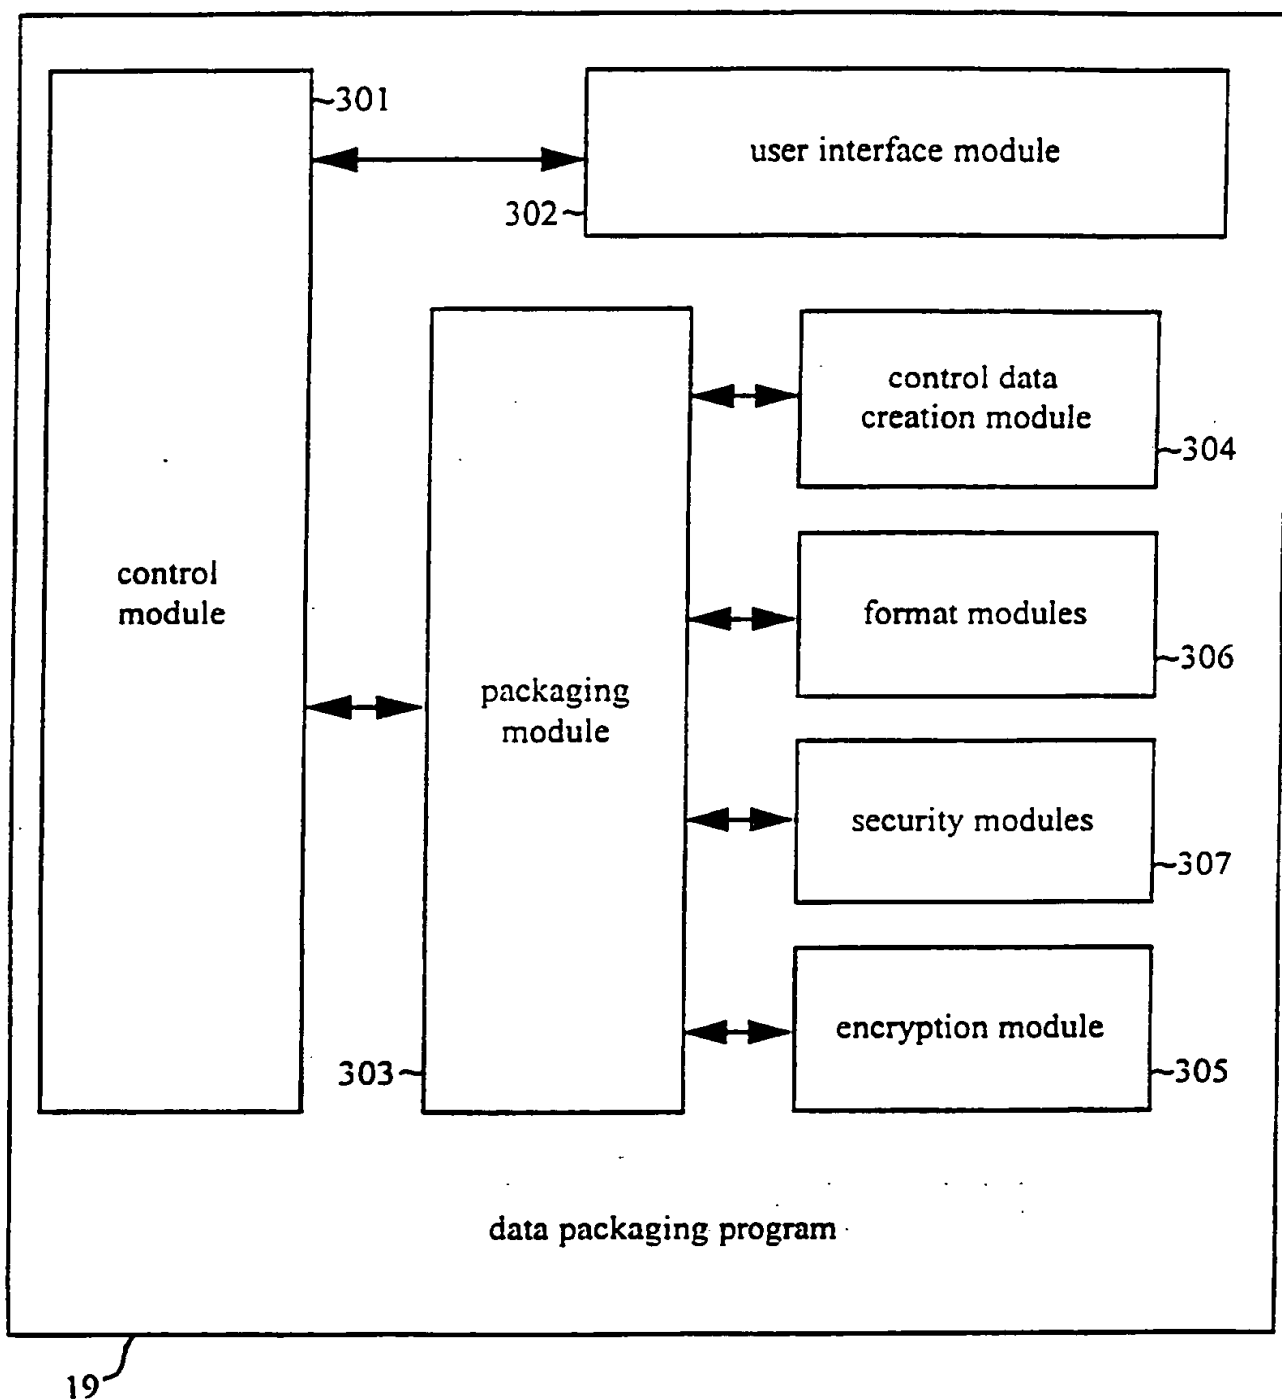 301
user interface module
302
control data
creation module
304
control
module
format modules
306
packaging
module
security modules
307
encryption module
303
305
data packaging program
19